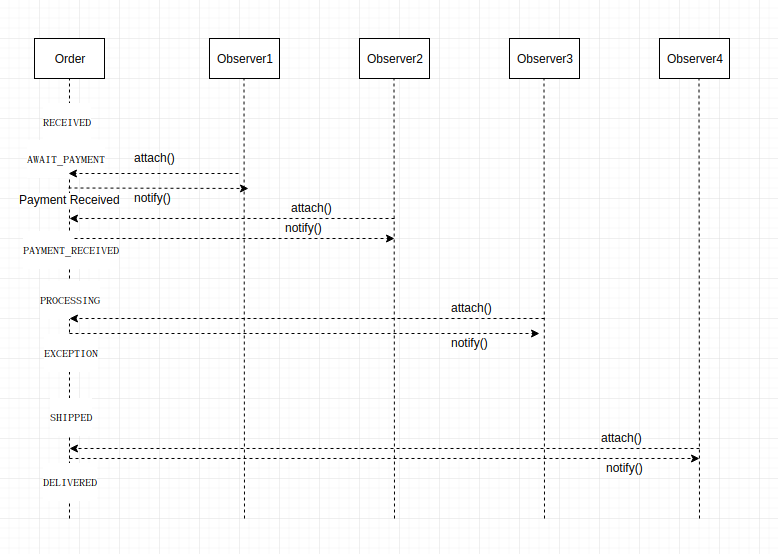 Order
Observer1
Observer2
Observer3
Observer4
RECEIVED
AWAIT_PAYMENT
attach()
Payment Received
notify()
attach()
notify()
PAYMENT_RECEIVED
PROCESSING
attach()
notify()
EXCEPTION
SHIPPED
attach()
notify()
DELIVERED